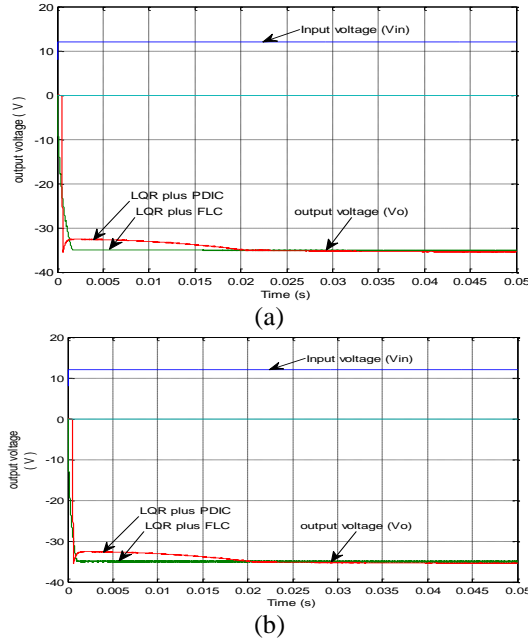 20
Input voltage (Vin)
10
0
-10
output voltage ( V )
-20
LQR plus PDIC
LQR plus FLC
output voltage (Vo)
-30
-40
0 0.005 0.01 0.015 0.02 0.025 0.03 0.035 0.04 0.045 0.05
Time (s)
(a)
20
Input voltage (Vin)
10
0
-10
output voltage
( V )
-20
LQR plus PDIC
LQR plus FLC
output voltage (Vo)
-30
-40
0 0.005 0.01 0.015 0.02 0.025 0.03 0.035 0.04 0.045 0.05
Time (s)
(b)